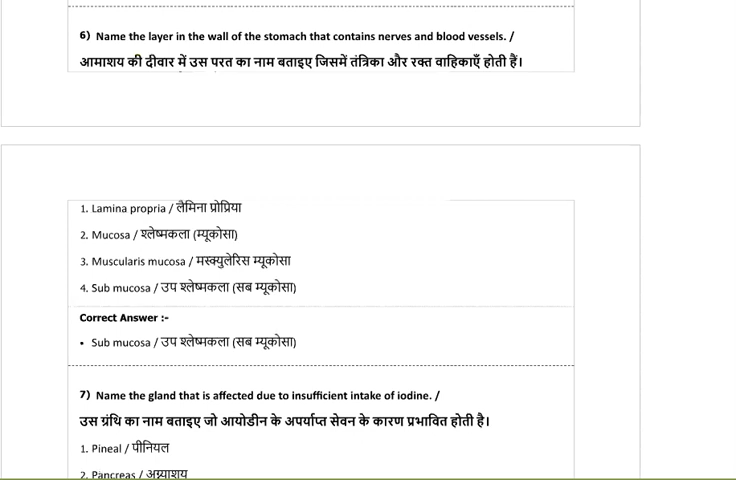 6) Name the layer in the wall of the stomach that contains nerves and blood vessels. /
आमाशय की दीवार में उस परत का नाम बताइए जिसमें तंत्रिका और रक्त वाहिकाएँ होती हैं।
1. Lamina propria / लैमिना प्रोप्रिया
2. Mucosa / श्लेष्मकला (म्यूकोसा)
3. Muscularis mucosa / मस्क्युलेरिस म्यूकोसा
4. Sub mucosa / उप श्लेष्मकला (सब म्यूकोसा)
Correct Answer :-
• Sub mucosa / उप श्लेष्मकला (सब म्यूकोसा)
7) Name the gland that is affected due to insufficient intake of iodine. /
उस ग्रंथि का नाम बताइए जो आयोडीन के अपर्याप्त सेवन के कारण प्रभावित होती है।
1. Pineal / पीनियल
2. Pancreas / अग्न्याशय